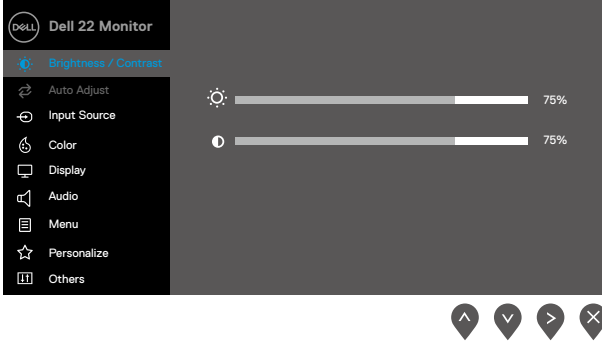 DELL Dell 22 Monitor
Brightness / Contrast
Auto Adjust
Input Source
75%
Color
75%
Display
Audio
Menu
Personalize
Others